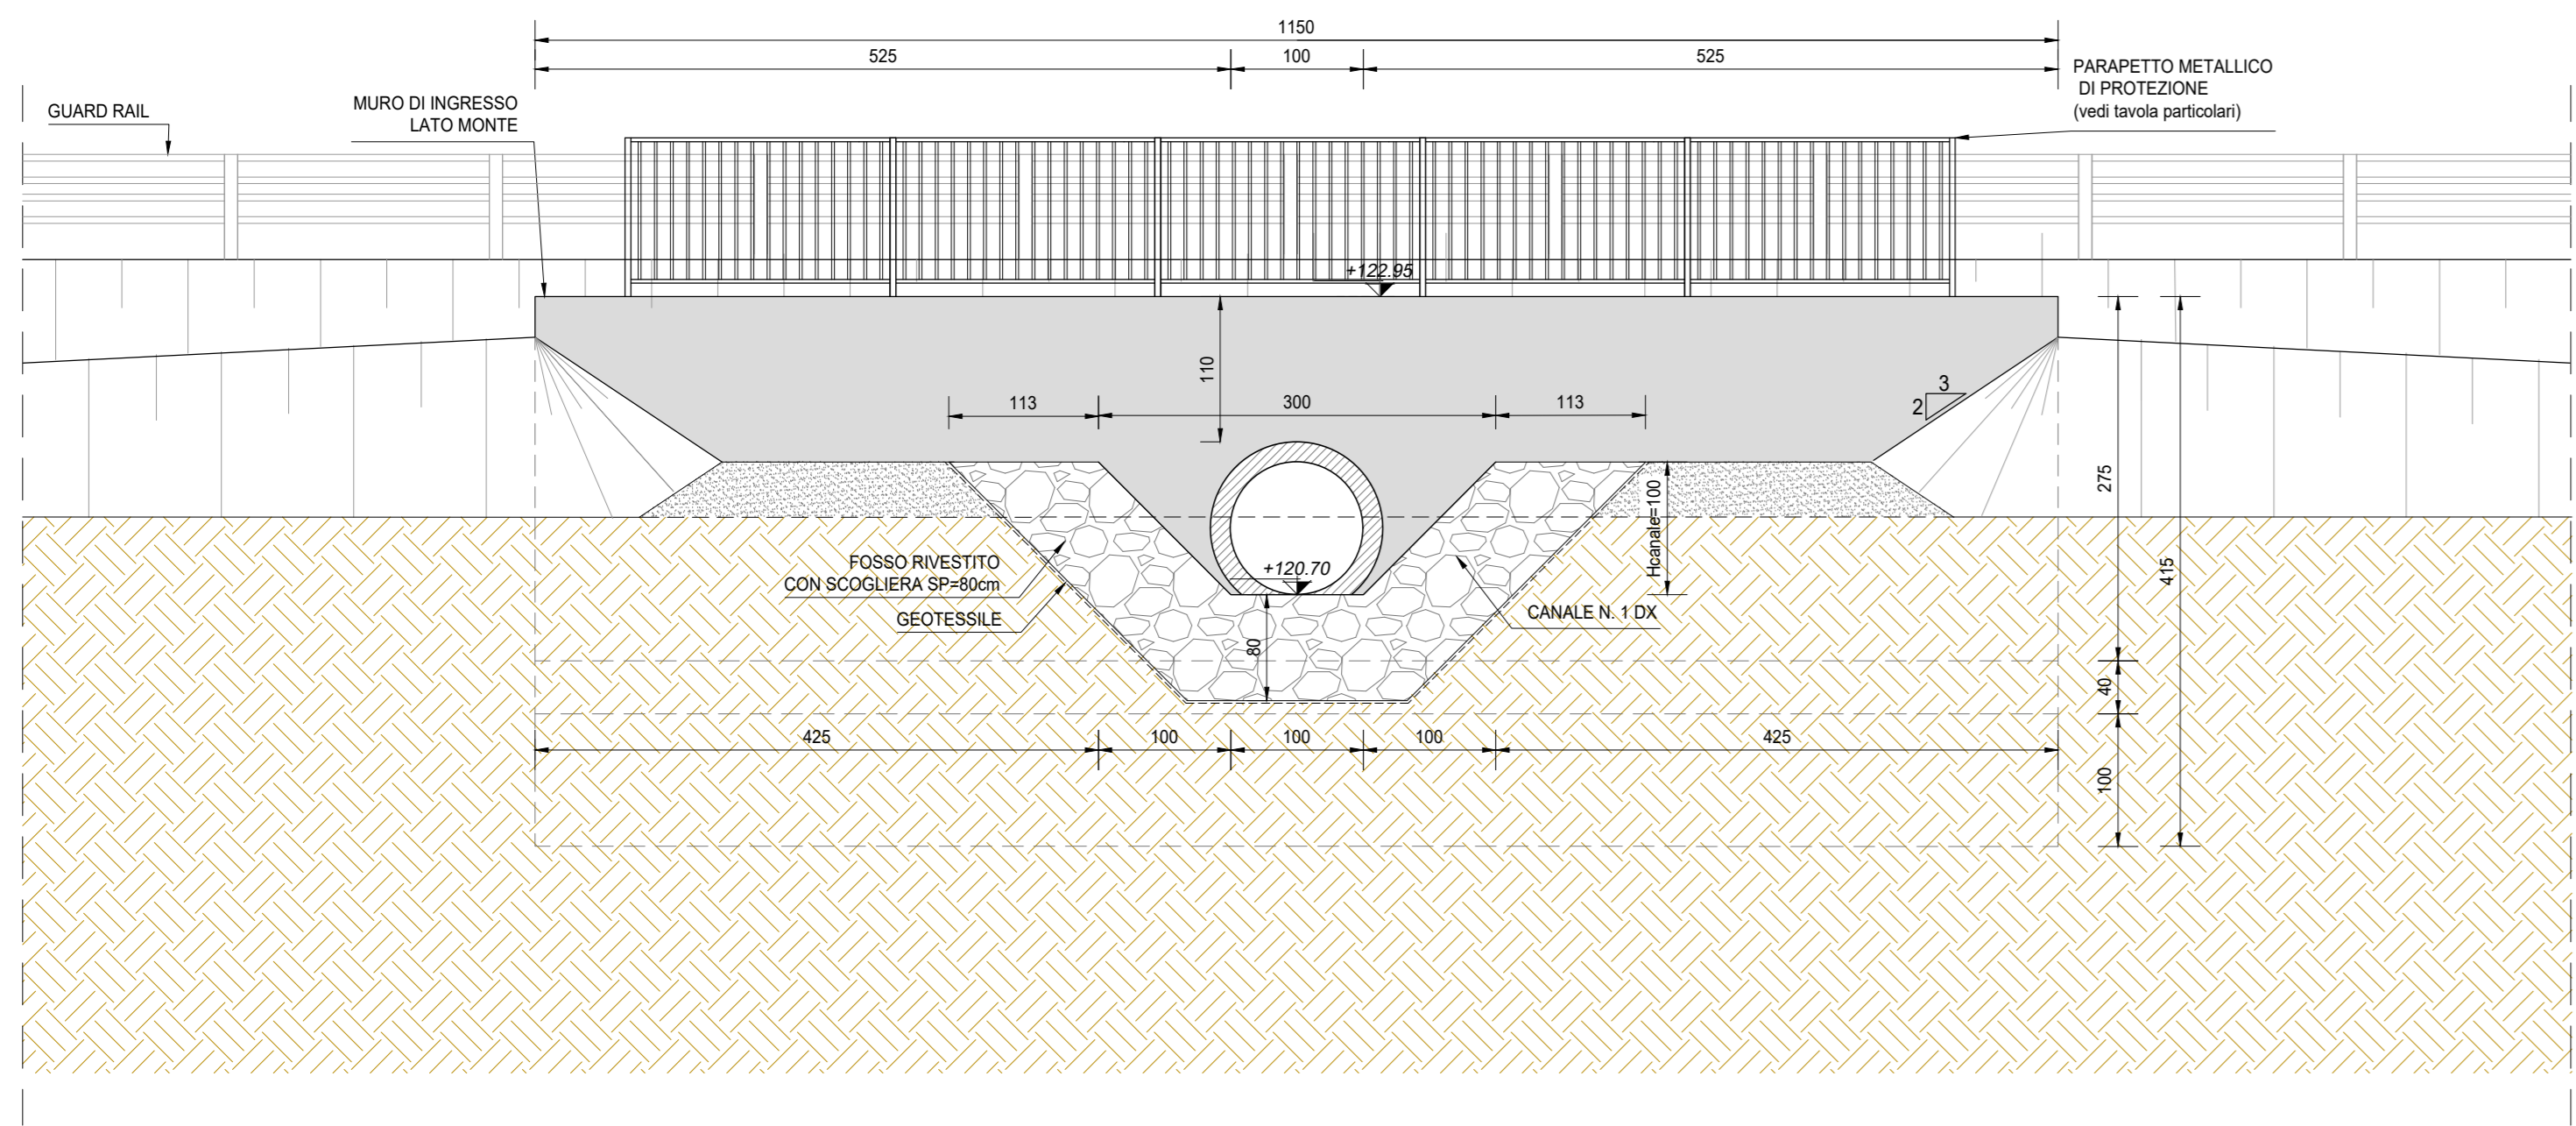 1150
525
100
525
GUARD RAIL
MURO DI INGRESSO
LATO MONTE
PARAPETTO METALLICO
DI PROTEZIONE
(vedi tavola particolari)
+122.95
110
113
300
113
3
2
275
Hcanale=100
415
FOSSO RIVESTITO
CON SCOGLIERA SP=80cm
+120.70
GEOTESSILE
CANALE N. 1 DX
80
40
425
100
100
100
425
100